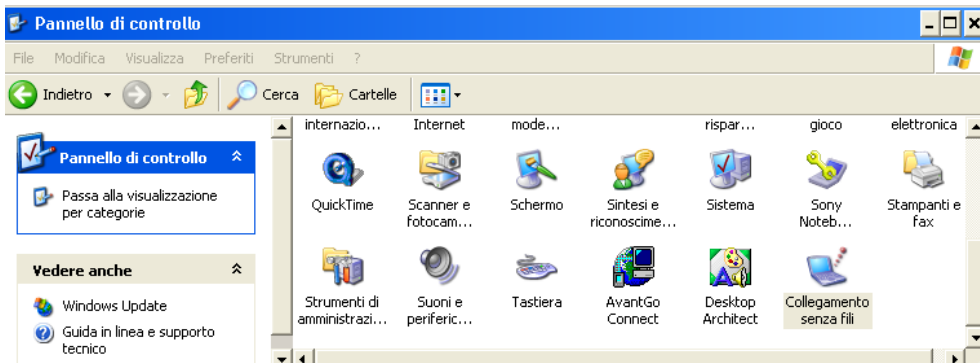 Pannello di controllo
File Modifica Visualizza Preferiti Strumenti ?
Indietro Cerca Cartelle
Pannello di controllo
Passa alla visualizzazione
per categorie
Vedere anche
Windows Update
Guida in linea e supporto
tecnico
internazio... Internet mode... rispar... gioco elettronica
QuickTime
Scanner e
fotocam...
Schermo
Sintesi e
riconoscime...
Sistema
Sony
Noteb...
Stampanti e
fax
Strumenti di
amministrazi...
Suoni e
periferic...
Tastiera
AvantGo
Connect
Desktop
Architect
Collegamento
senza fili